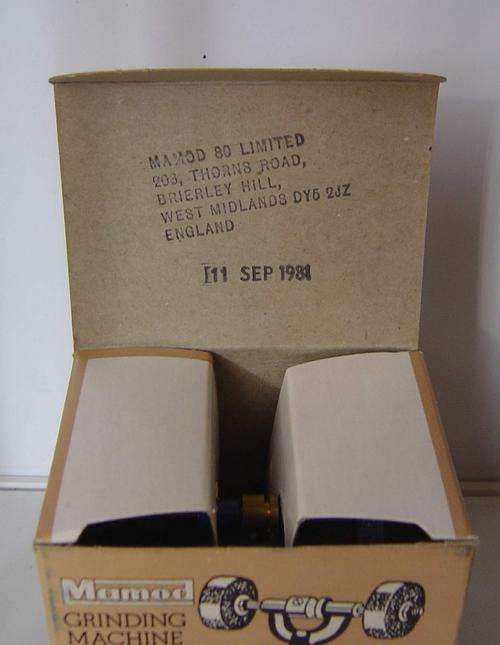 MAMOD 80 LIMITED
203, THORNS ROAD,
BRIERLEY HILL,
WEST MIDLANDS DY5 2JZ
ENGLAND
11 SEP 1981
Mamod
GRINDING
MACHINE